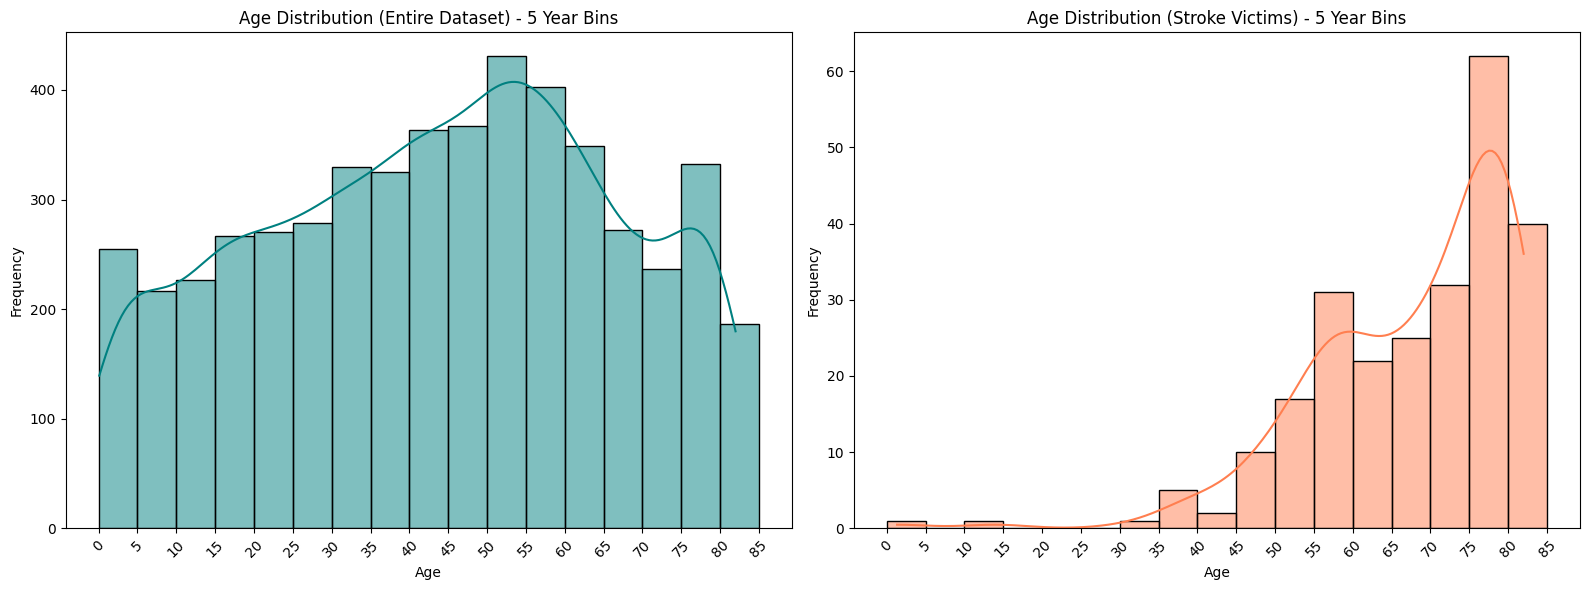 Age Distribution (Entire Dataset) - 5 Year Bins
Frequency
400
300
200
100
0
0 5 10 15 20 25 30 35 40 45 50 55 60 65 70 75 80 85
Age
Age Distribution (Stroke Victims) - 5 Year Bins
Frequency
60
50
40
30
20
10
0
0 5 10 15 20 25 30 35 40 45 50 55 60 65 70 75 80 85
Age